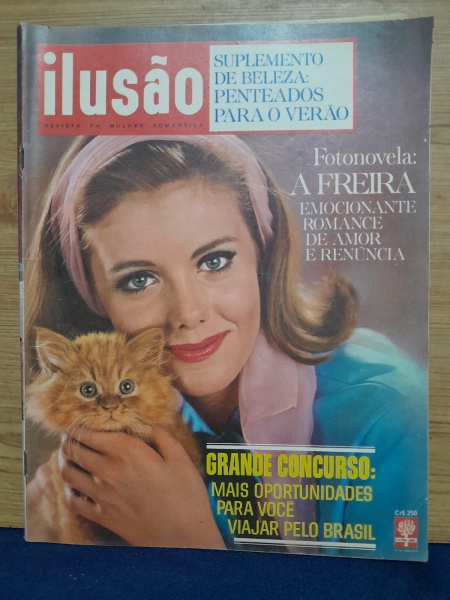 ilusão
REVISTA DA MULHER ROMÂNTICA
SUPLEMENTO
DE BELEZA:
PENTEADOS
PARA O VERÃO
Fotonovela:
A FREIRA
EMOCIONANTE
ROMANCE
DE AMOR
E RENÚNCIA
GRANDE CONCURSO:
MAIS OPORTUNIDADES
PARA VOCÊ
VIAJAR PELO BRASIL
Cr$ 250